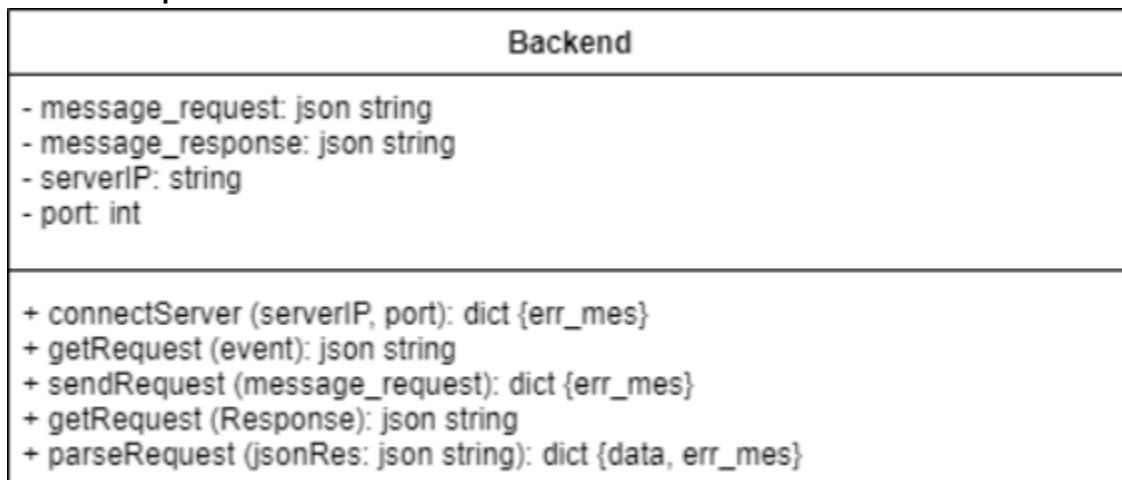 Backend
- message_request: json string
- message_response: json string
- serverIP: string
- port: int
+ connectServer (serverIP, port): dict {err_mes}
+ getRequest (event): json string
+ sendRequest (message_request): dict {err_mes}
+ getRequest (Response): json string
+ parseRequest (jsonRes: json string): dict {data, err_mes}